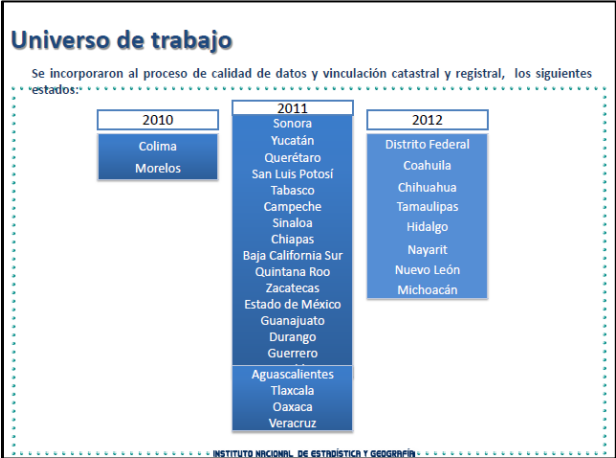 Universo de trabajo
Se incorporaron al proceso de calidad de datos y vinculación catastral y registral, los siguientes
estados:
2010
Colima
Morelos
2011
Sonora
Yucatán
Querétaro
San Luis Potosí
Tabasco
Campeche
Sinaloa
Chiapas
Baja California Sur
Quintana Roo
Zacatecas
Estado de México
Guanajuato
Durango
Guerrero
Aguascalientes
Tlaxcala
Oaxaca
Veracruz
2012
Distrito Federal
Coahuila
Chihuahua
Tamaulipas
Hidalgo
Nayarit
Nuevo León
Michoacán
INSTITUTO NACIONAL DE ESTADÍSTICA Y GEOGRAFÍA